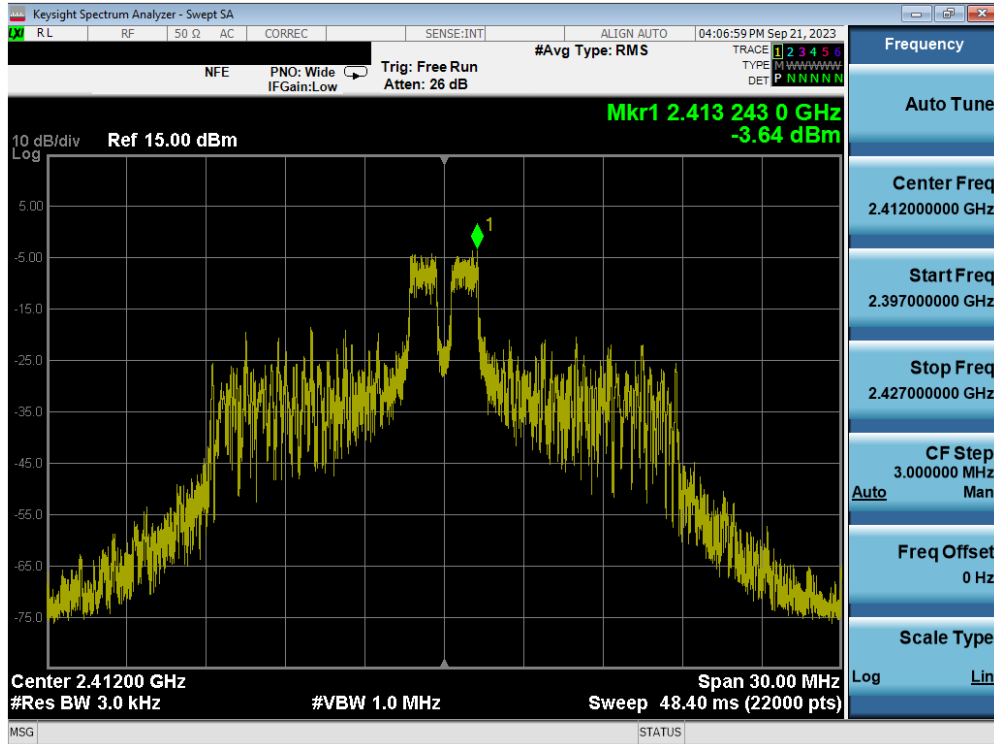 Keysight Spectrum Analyzer - Swept SA
LXI RL RF 50 Ω AC CORREC SENSE:INT ALIGN AUTO 04:06:59 PM Sep 21, 2023
NFE PNO: Wide IFGain:Low Trig: Free Run Atten: 26 dB #Avg Type: RMS
TRACE 1 2 3 4 5 6
TYPE M W W W W W
DET P N N N N N
Mkr1 2.413 243 0 GHz
-3.64 dBm
10 dB/div Ref 15.00 dBm
Log
1
5.00
-5.00
-15.0
-25.0
-35.0
-45.0
-55.0
-65.0
-75.0
Center 2.41200 GHz Span 30.00 MHz
#Res BW 3.0 kHz #VBW 1.0 MHz Sweep 48.40 ms (22000 pts)
MSG STATUS
Frequency
Auto Tune
Center Freq
2.412000000 GHz
Start Freq
2.397000000 GHz
Stop Freq
2.427000000 GHz
CF Step
3.000000 MHz
Auto Man
Freq Offset
0 Hz
Scale Type
Log Lin